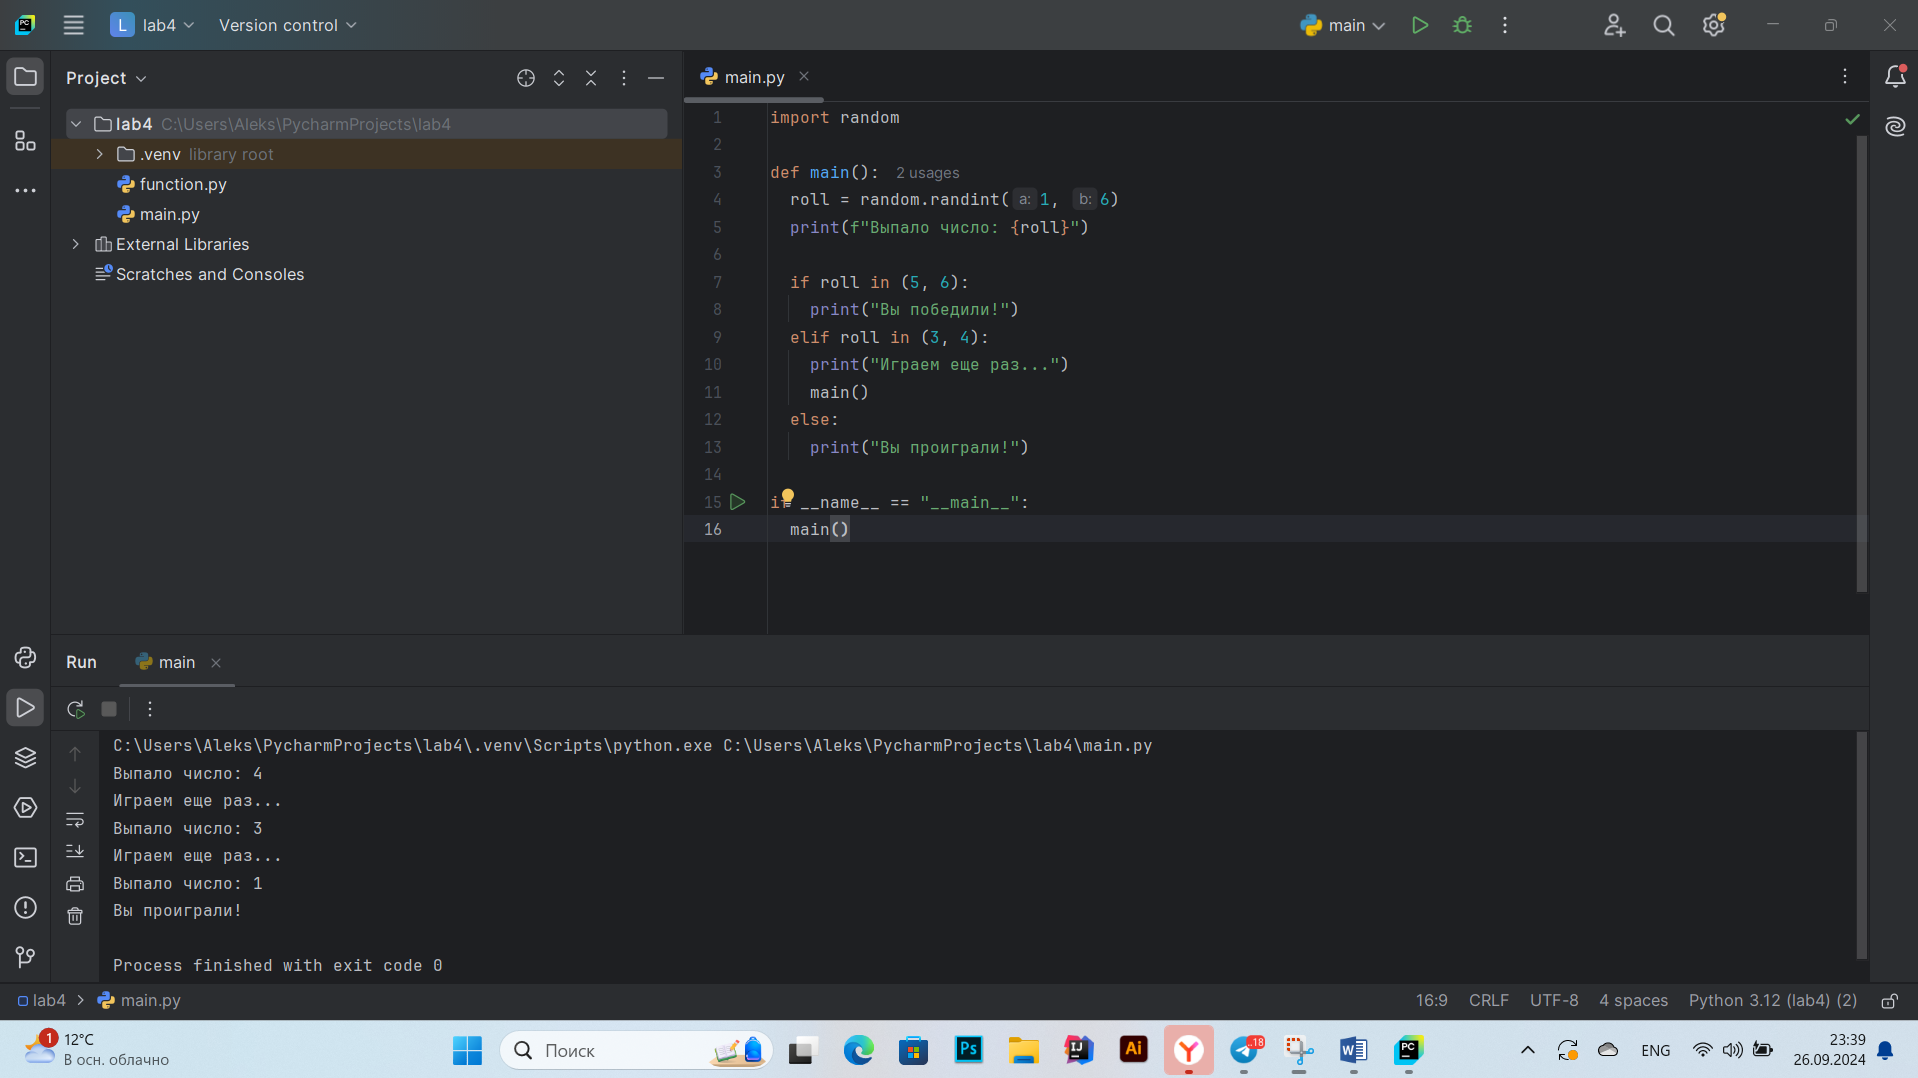 L lab4 Version control main
Project
main.py
lab4 C:\Users\Aleks\PycharmProjects\lab4
.venv library root
function.py
main.py
External Libraries
Scratches and Consoles
1 import random
2
3 def main(): 2 usages
4 roll = random.randint( a: 1, b: 6)
5 print(f"Выпало число: {roll}")
6
7 if roll in (5, 6):
8 print("Вы победили!")
9 elif roll in (3, 4):
10 print("Играем еще раз...")
11 main()
12 else:
13 print("Вы проиграли!")
14
15 if __name__ == "__main__":
16 main()
Run main
C:\Users\Aleks\PycharmProjects\lab4\.venv\Scripts\python.exe C:\Users\Aleks\PycharmProjects\lab4\main.py
Выпало число: 4
Играем еще раз...
Выпало число: 3
Играем еще раз...
Выпало число: 1
Вы проиграли!
Process finished with exit code 0
lab4 main.py 16:9 CRLF UTF-8 4 spaces Python 3.12 (lab4) (2)
1 12°C
В осн. облачно
Поиск
Ps
IJ
Ai
Y
..18
W
PC
ENG
23:39
26.09.2024